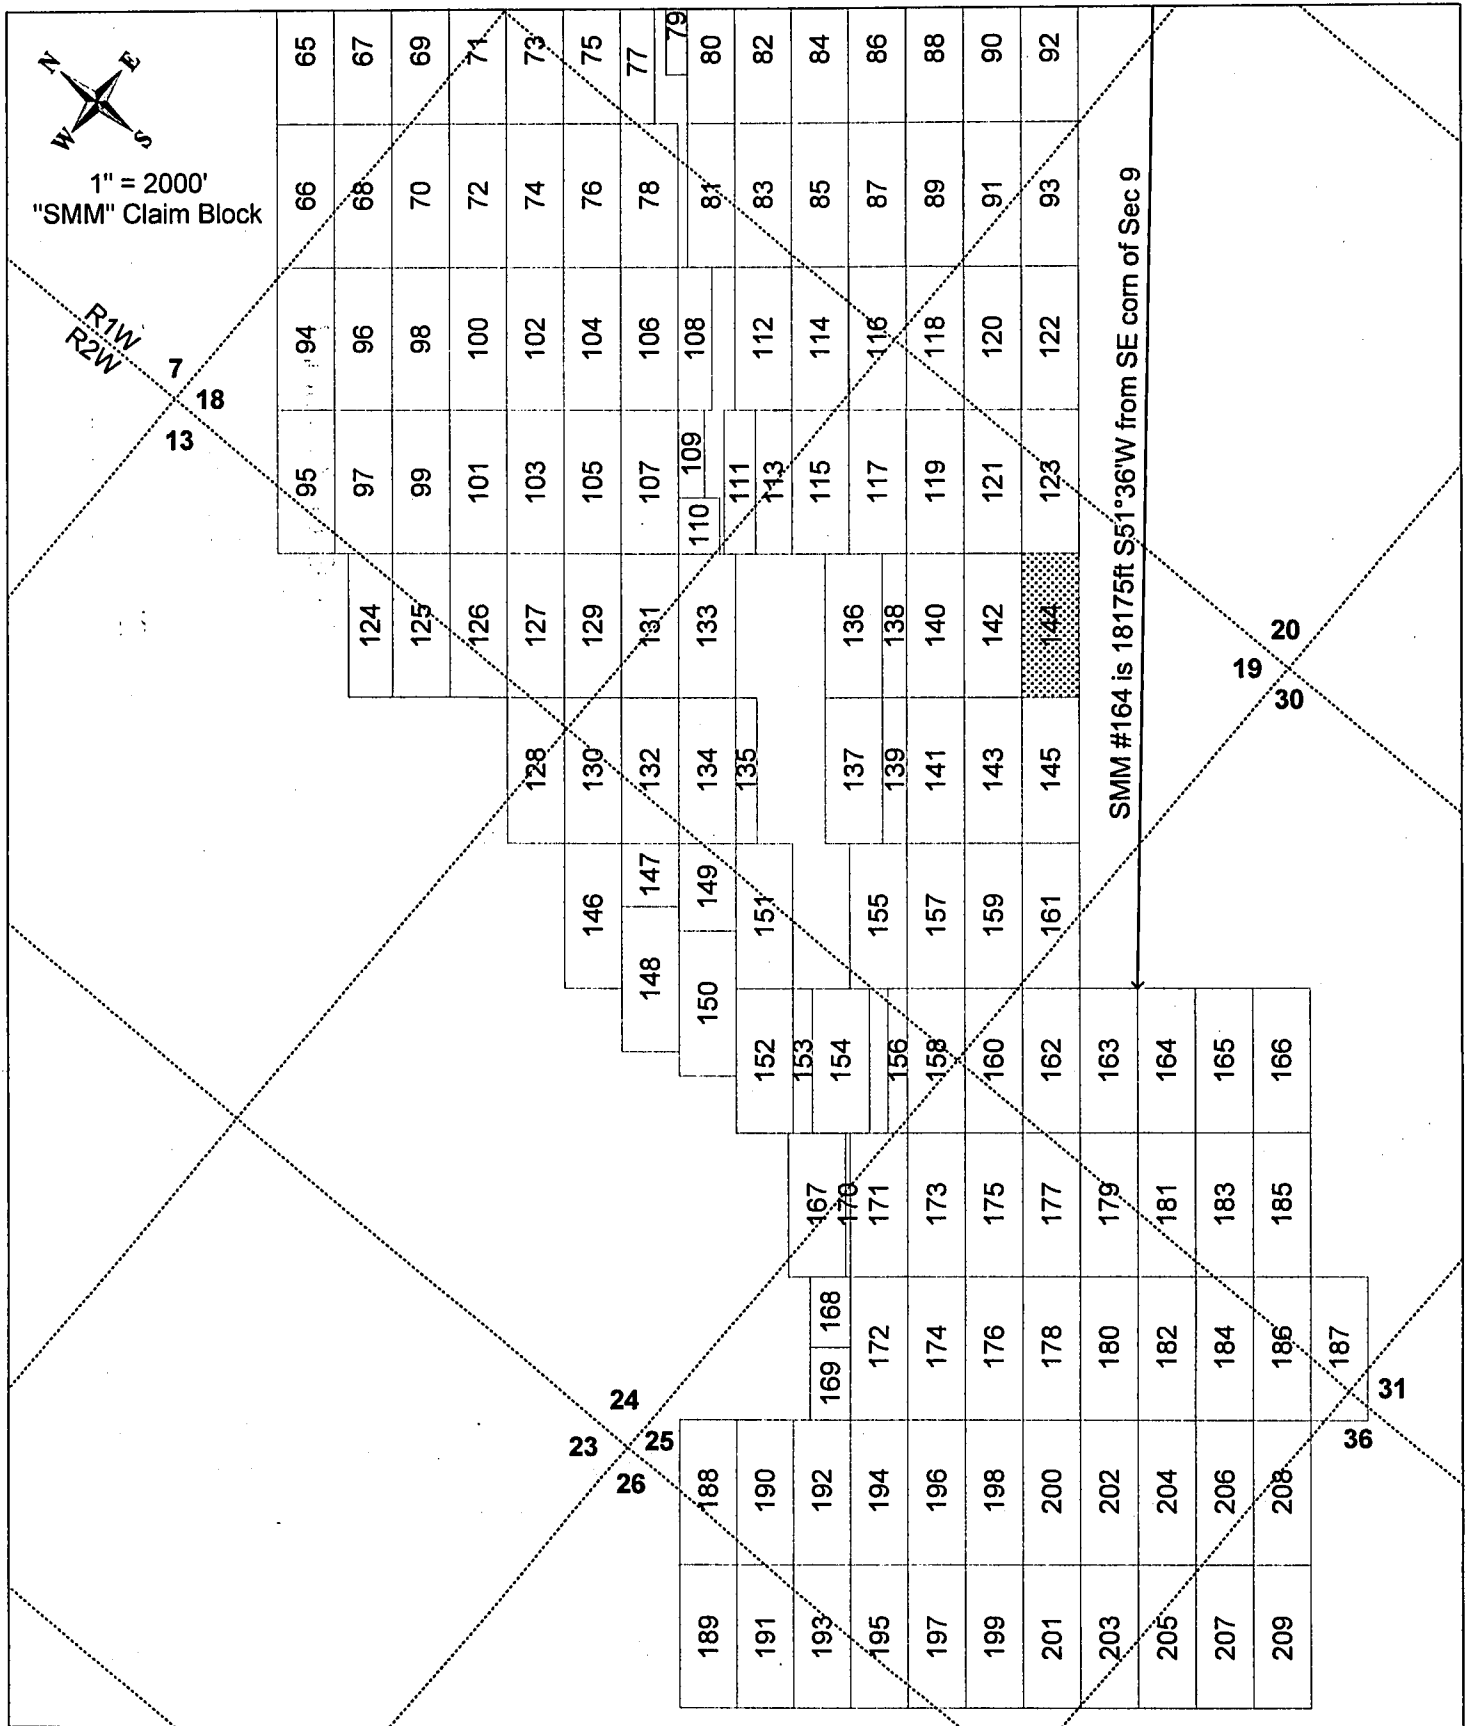 N E
W S
1" = 2000'
"SMM" Claim Block
65 67 69 71 73 75 77 79 80 82 84 86 88 90 92
66 68 70 72 74 76 78 81 83 85 87 89 91 93
R1W
R2W
94 96 98 100 102 104 106 108 112 114 116 118 120 122
7
18
13
95 97 99 101 103 105 107 109 110 111 113 115 117 119 121 123
124 125 126 127 129 131 133 136 138 140 142 144
20
19
30
128 130 132 134 135 137 139 141 143 145
SMM #164 is 18175ft S51°36'W from SE corn of Sec 9
146 147 149 151 155 157 159 161
148 150 152 153 154 156 158 160 162 163 164 165 166
167 170 171 173 175 177 179 181 183 185
168 169 172 174 176 178 180 182 184 186 187
24
23
25
26
31
36
188 190 192 194 196 198 200 202 204 206 208
189 191 193 195 197 199 201 203 205 207 209